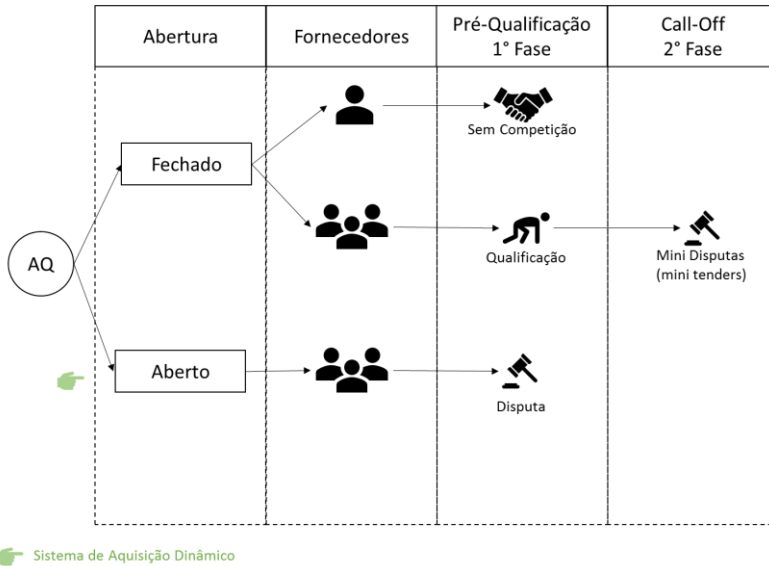 Abertura
Fornecedores
Pré-Qualificação
1° Fase
Call-Off
2° Fase
Sem Competição
Fechado
Qualificação
Mini Disputas
(mini tenders)
AQ
Aberto
Disputa
Sistema de Aquisição Dinâmico